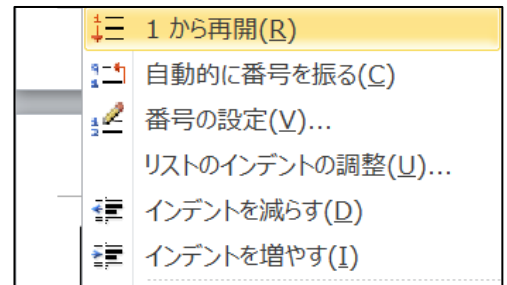 1 から再開(R)
自動的に番号を振る(C)
番号の設定(V)...
リストのインデントの調整(U)...
インデントを減らす(D)
インデントを増やす(I)